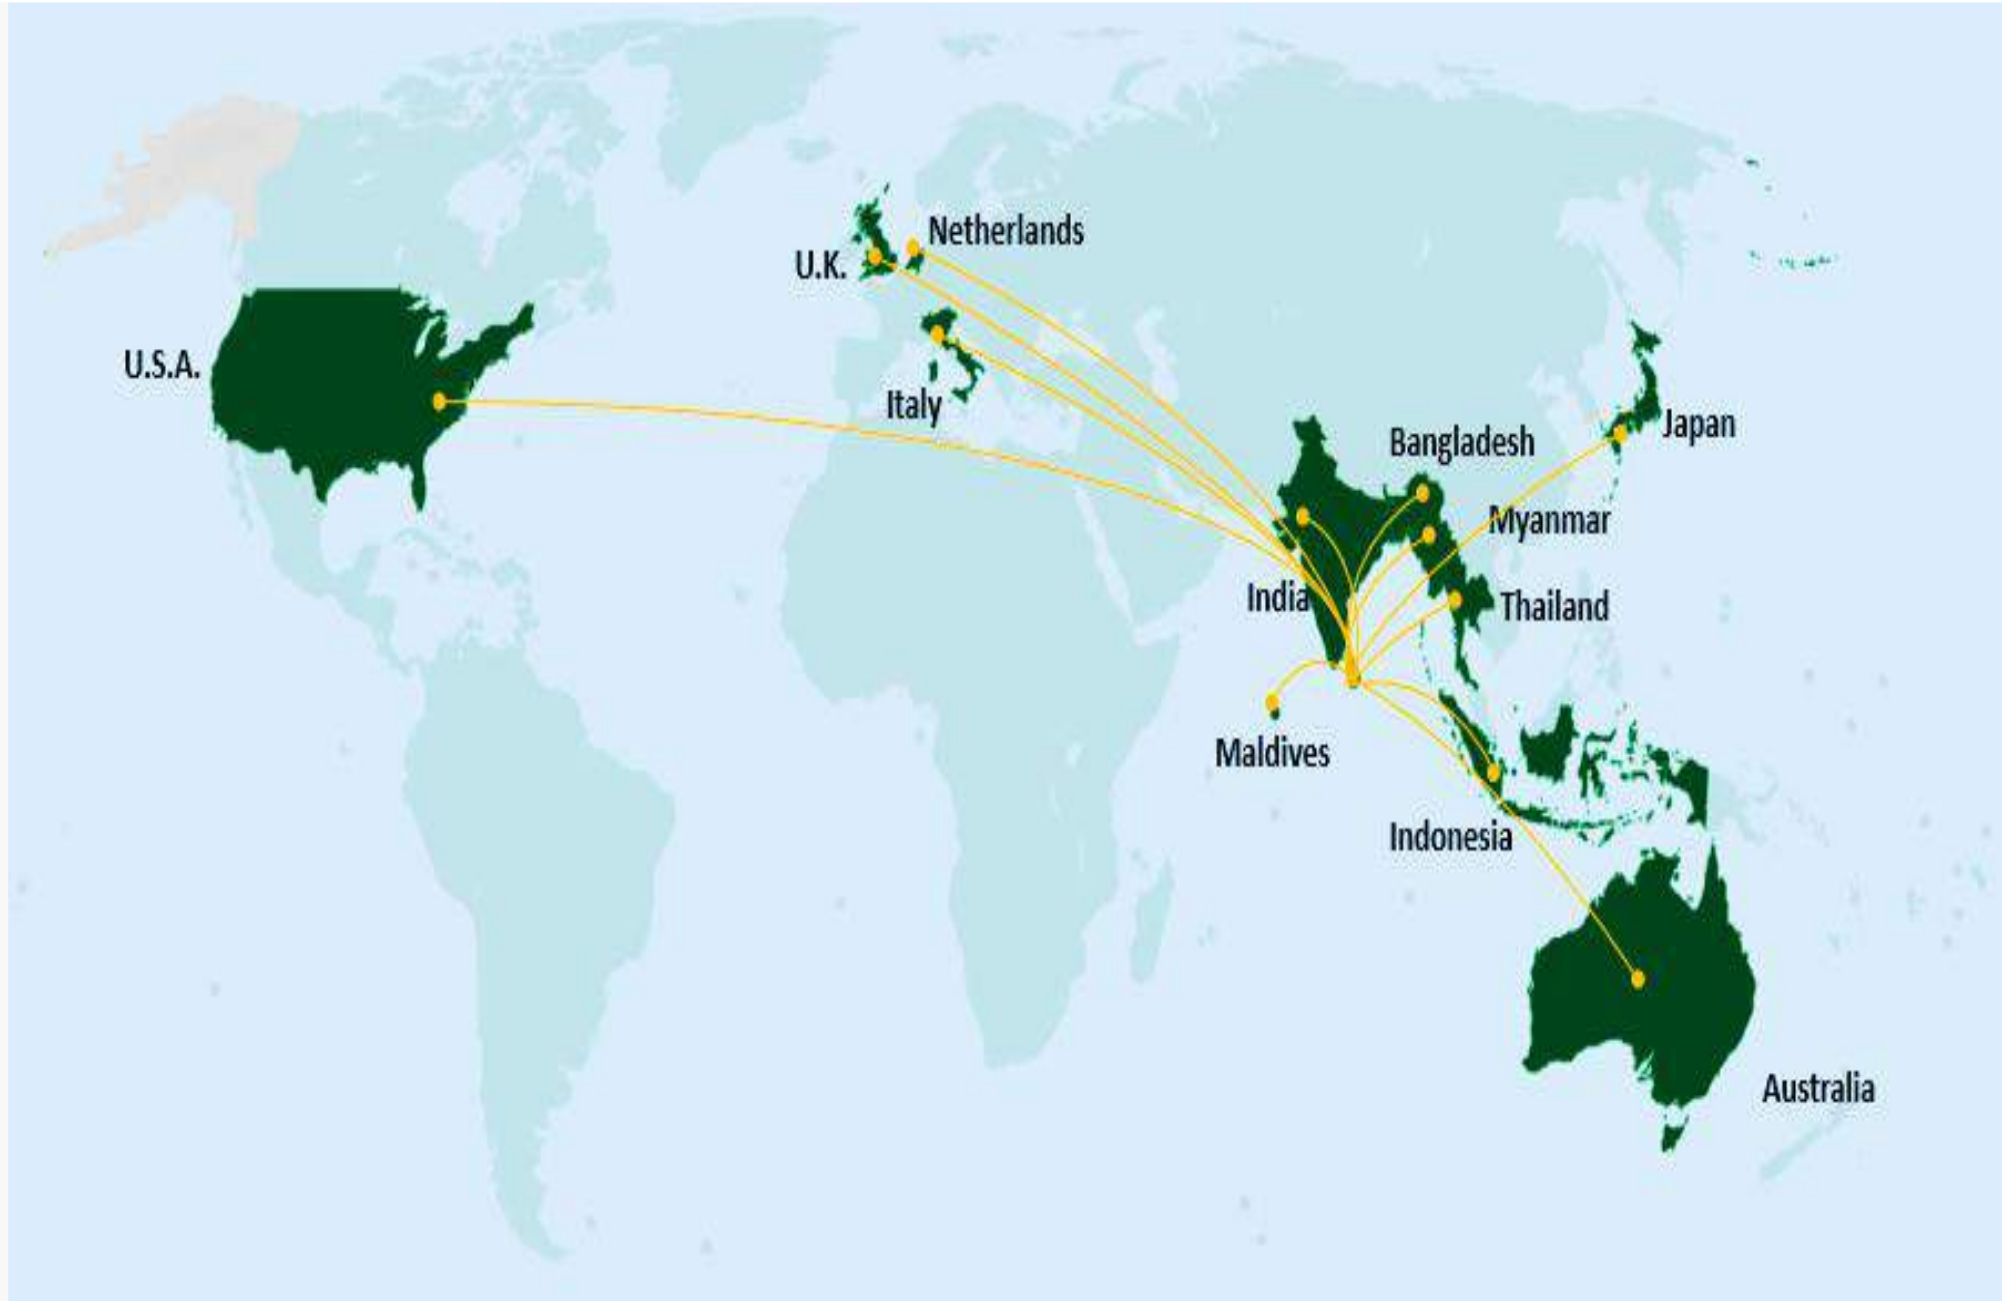 Netherlands
U.K.
U.S.A.
Italy
Japan
Bangladesh
Myanmar
India
Thailand
Maldives
Indonesia
Australia